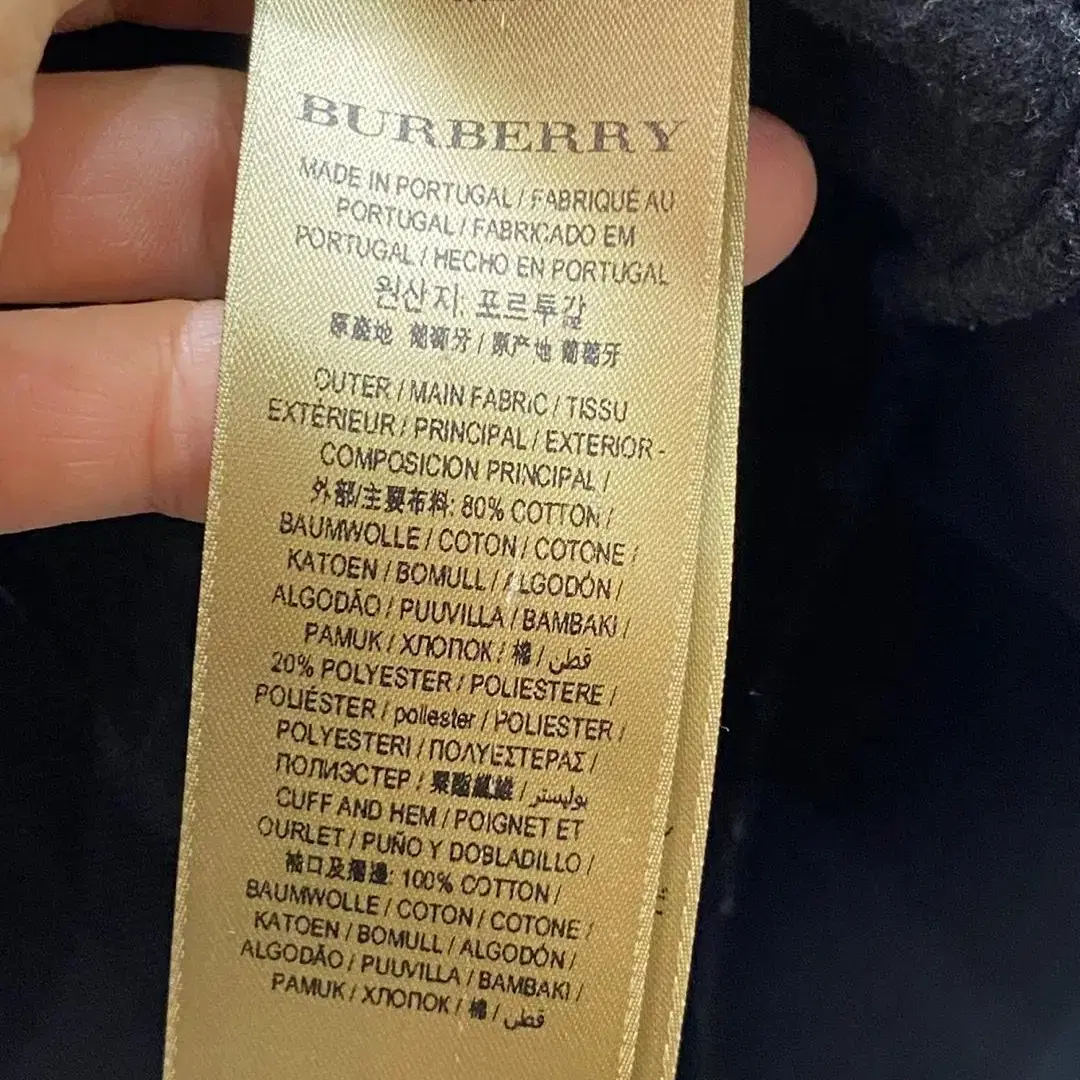 BURBERRY
MADE IN PORTUGAL / FABRIQUÉ AU
PORTUGAL / FABRICADO EM
PORTUGAL / HECHO EN PORTUGAL
원산지: 포르투갈
原産地 葡萄牙 / 原产地 葡萄牙
OUTER / MAIN FABRIC / TISSU
EXTÉRIEUR / PRINCIPAL / EXTERIOR -
COMPOSICION PRINCIPAL /
外部/主要布料: 80% COTTON /
BAUMWOLLE / COTON / COTONE /
KATOEN / BOMULL / ALGODÓN /
ALGODÃO / PUUVILLA / BAMBAKI /
PAMUK / ХЛОПОК / 棉 / قطن
20% POLYESTER / POLIESTERE /
POLIÉSTER / poliester / POLIESTER /
POLYESTERI / ΠΟΛΥΕΣΤΕΡΑΣ /
ПОЛИЭСТЕР / 聚酯纖維 / بوليستر
CUFF AND HEM / POIGNET ET
OURLET / PUÑO Y DOBLADILLO /
袖口及摺邊: 100% COTTON /
BAUMWOLLE / COTON / COTONE /
KATOEN / BOMULL / ALGODÓN /
ALGODÃO / PUUVILLA / BAMBAKI /
PAMUK / ХЛОПОК / 棉 / قطن